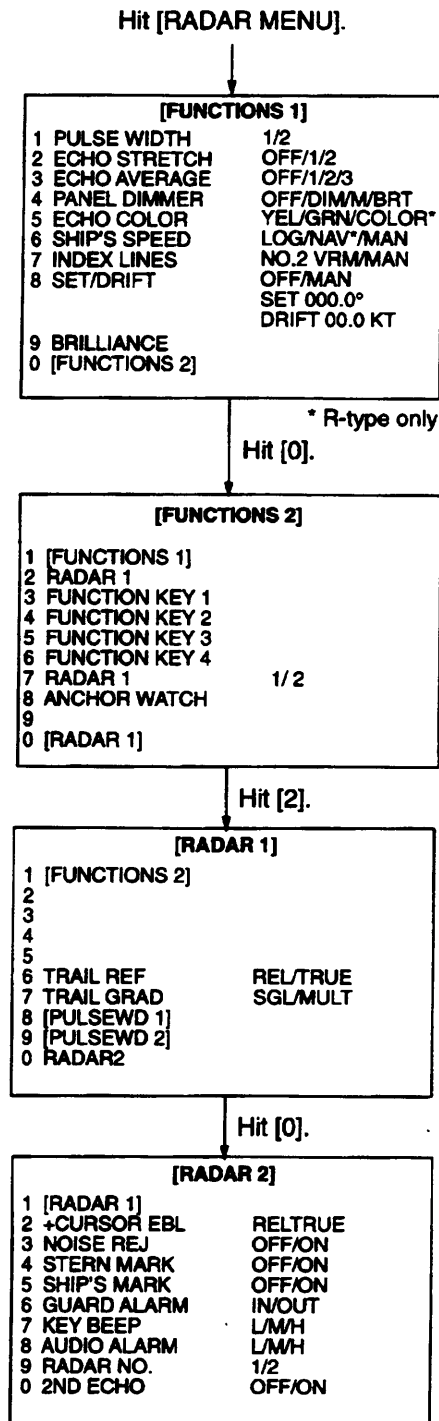 Hit [RADAR MENU].
[FUNCTIONS 1]
1 PULSE WIDTH 1/2
2 ECHO STRETCH OFF/1/2
3 ECHO AVERAGE OFF/1/2/3
4 PANEL DIMMER OFF/DIM/M/BRT
5 ECHO COLOR YEL/GRN/COLOR*
6 SHIP'S SPEED LOG/NAV*/MAN
7 INDEX LINES NO.2 VRM/MAN
8 SET/DRIFT OFF/MAN
SET 000.0°
DRIFT 00.0 KT
9 BRILLIANCE
0 [FUNCTIONS 2]
* R-type only
Hit [0].
[FUNCTIONS 2]
1 [FUNCTIONS 1]
2 RADAR 1
3 FUNCTION KEY 1
4 FUNCTION KEY 2
5 FUNCTION KEY 3
6 FUNCTION KEY 4
7 RADAR 1 1/ 2
8 ANCHOR WATCH
9
0 [RADAR 1]
Hit [2].
[RADAR 1]
1 [FUNCTIONS 2]
2
3
4
5
6 TRAIL REF REL/TRUE
7 TRAIL GRAD SGL/MULT
8 [PULSEWD 1]
9 [PULSEWD 2]
0 RADAR2
Hit [0].
[RADAR 2]
1 [RADAR 1]
2 +CURSOR EBL RELTRUE
3 NOISE REJ OFF/ON
4 STERN MARK OFF/ON
5 SHIP'S MARK OFF/ON
6 GUARD ALARM IN/OUT
7 KEY BEEP L/M/H
8 AUDIO ALARM L/M/H
9 RADAR NO. 1/2
0 2ND ECHO OFF/ON